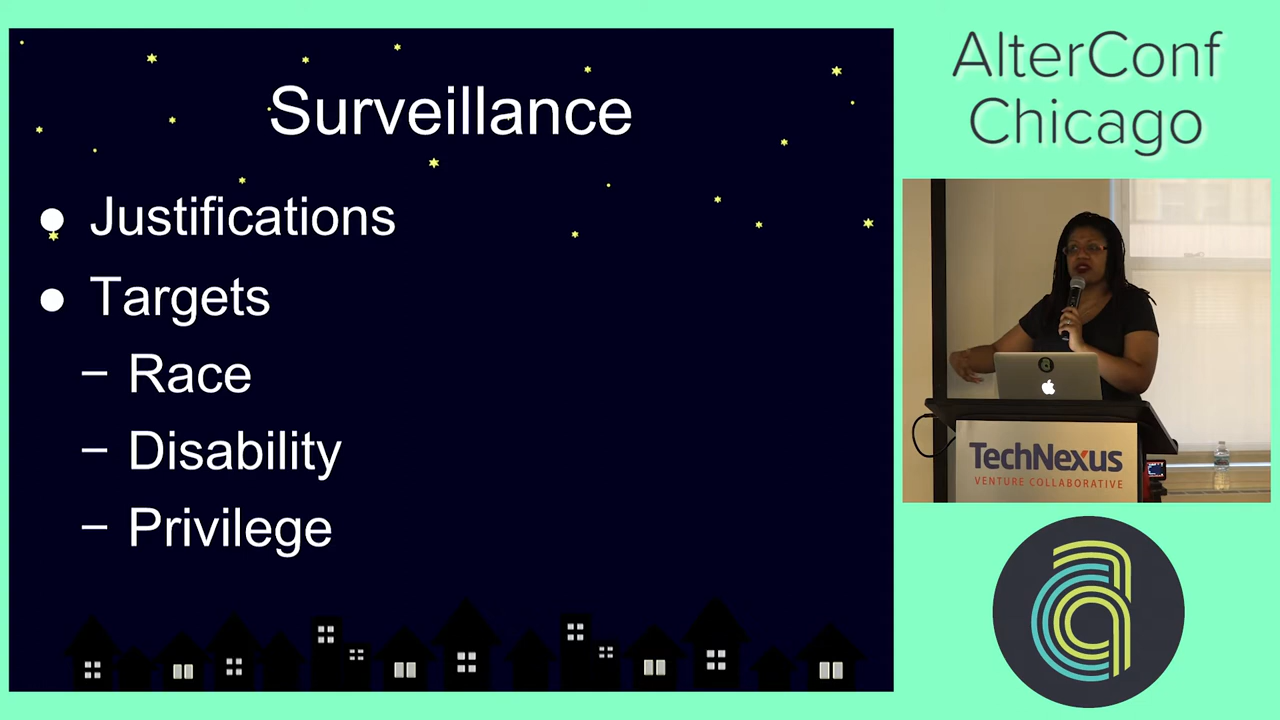 Surveillance
● Justifications
● Targets
– Race
– Disability
– Privilege
AlterConf
Chicago
TechNexus
VENTURE COLLABORATIVE